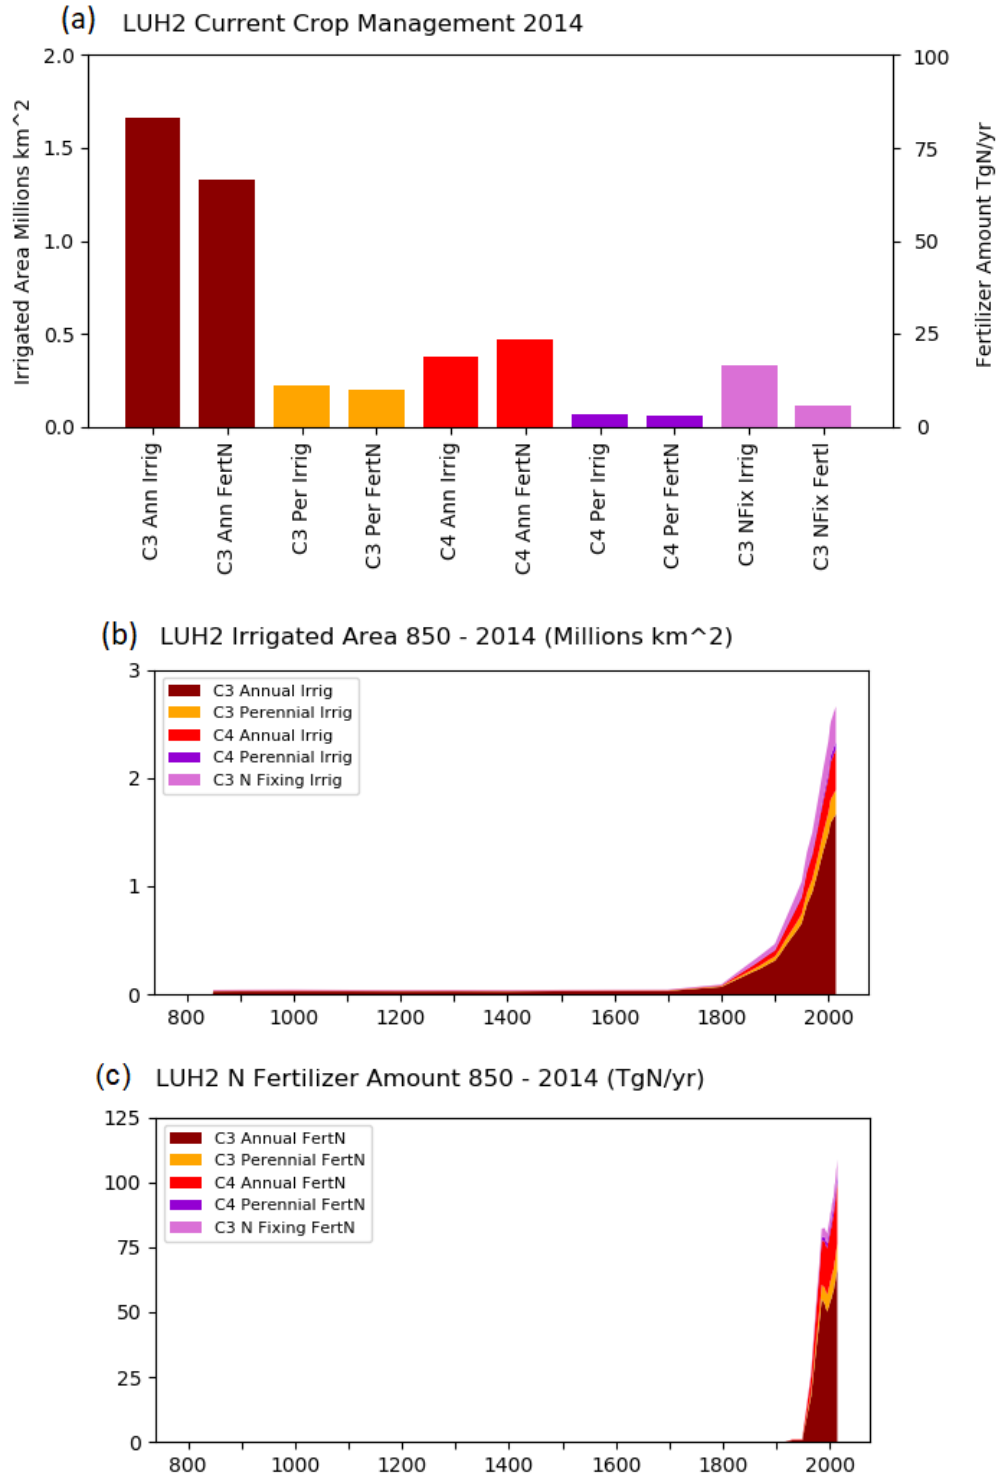 (a) LUH2 Current Crop Management 2014
Irrigated Area Millions km^2
2.0
1.5
1.0
0.5
0.0
Fertilizer Amount TgN/yr
100
75
50
25
0
C3 Ann Irrig
C3 Ann FertN
C3 Per Irrig
C3 Per FertN
C4 Ann Irrig
C4 Ann FertN
C4 Per Irrig
C4 Per FertN
C3 NFix Irrig
C3 NFix Fertl
(b) LUH2 Irrigated Area 850 - 2014 (Millions km^2)
3
2
1
0
C3 Annual Irrig
C3 Perennial Irrig
C4 Annual Irrig
C4 Perennial Irrig
C3 N Fixing Irrig
800 1000 1200 1400 1600 1800 2000
(c) LUH2 N Fertilizer Amount 850 - 2014 (TgN/yr)
125
100
75
50
25
0
C3 Annual FertN
C3 Perennial FertN
C4 Annual FertN
C4 Perennial FertN
C3 N Fixing FertN
800 1000 1200 1400 1600 1800 2000